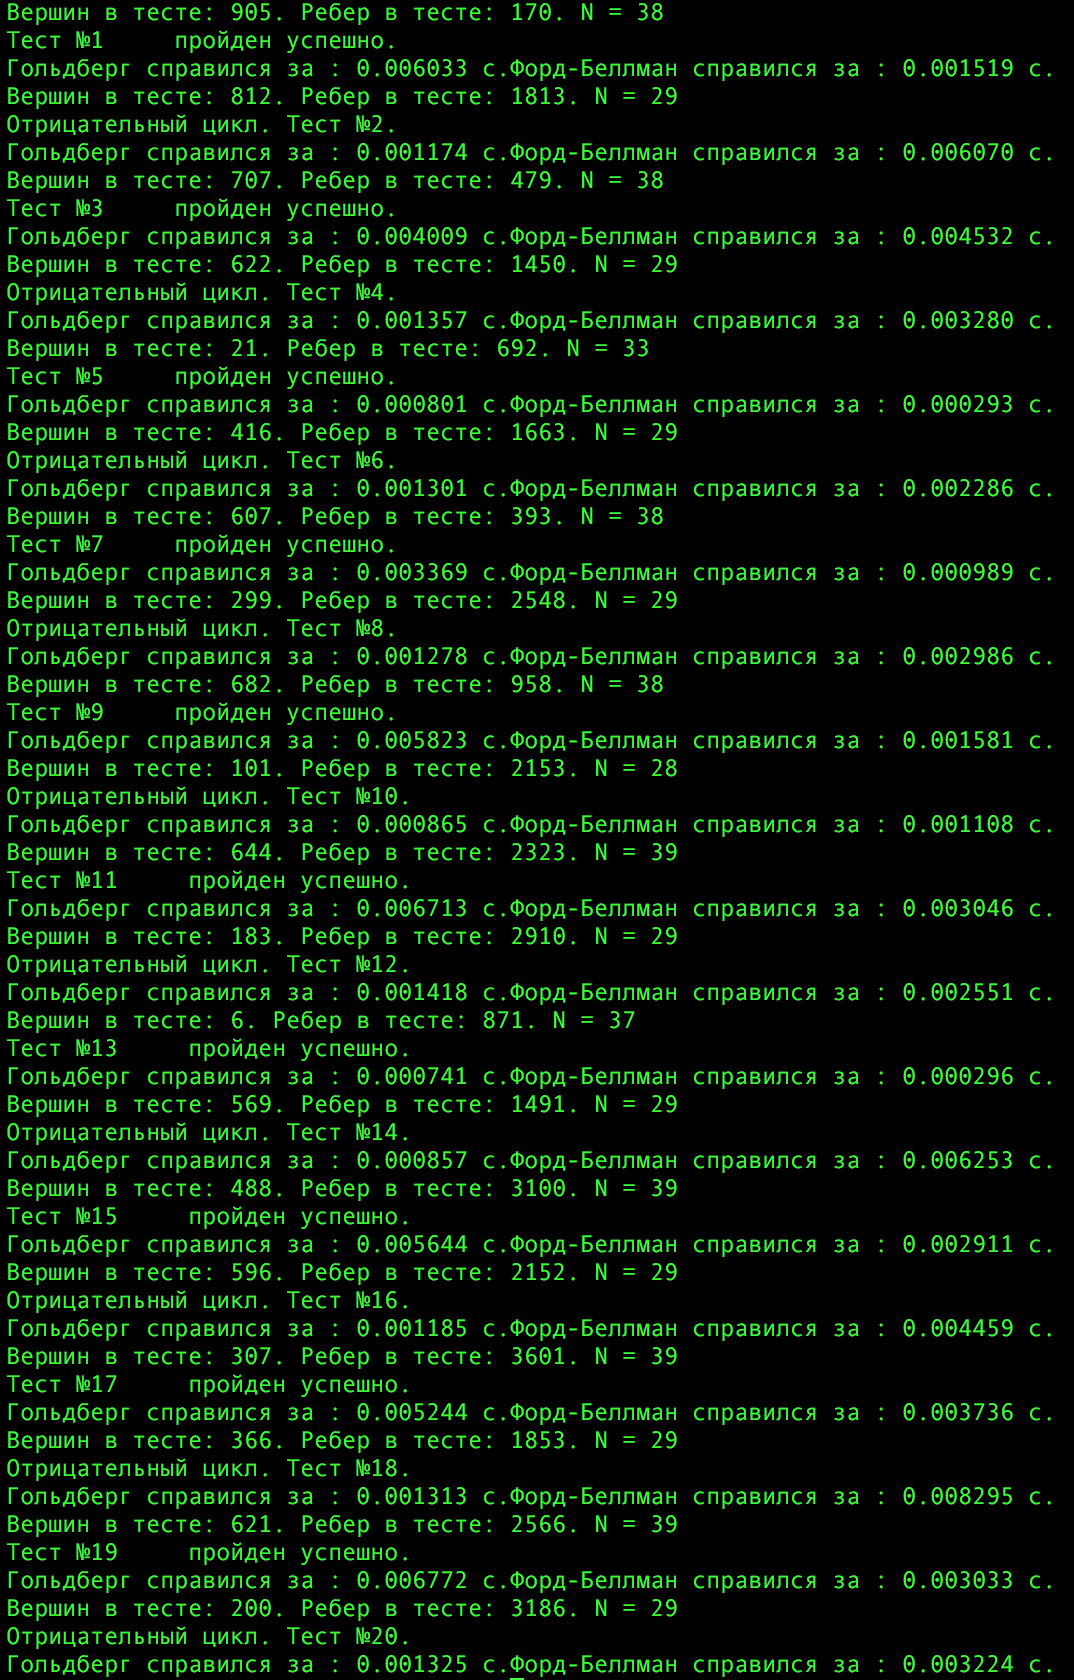 Вершин в тесте: 905. Ребер в тесте: 170. N = 38
Тест №1     пройден успешно.
Гольдберг справился за : 0.006033 с.Форд-Беллман справился за : 0.001519 с.
Вершин в тесте: 812. Ребер в тесте: 1813. N = 29
Отрицательный цикл. Тест №2.
Гольдберг справился за : 0.001174 с.Форд-Беллман справился за : 0.006070 с.
Вершин в тесте: 707. Ребер в тесте: 479. N = 38
Тест №3     пройден успешно.
Гольдберг справился за : 0.004009 с.Форд-Беллман справился за : 0.004532 с.
Вершин в тесте: 622. Ребер в тесте: 1450. N = 29
Отрицательный цикл. Тест №4.
Гольдберг справился за : 0.001357 с.Форд-Беллман справился за : 0.003280 с.
Вершин в тесте: 21. Ребер в тесте: 692. N = 33
Тест №5     пройден успешно.
Гольдберг справился за : 0.000801 с.Форд-Беллман справился за : 0.000293 с.
Вершин в тесте: 416. Ребер в тесте: 1663. N = 29
Отрицательный цикл. Тест №6.
Гольдберг справился за : 0.001301 с.Форд-Беллман справился за : 0.002286 с.
Вершин в тесте: 607. Ребер в тесте: 393. N = 38
Тест №7     пройден успешно.
Гольдберг справился за : 0.003369 с.Форд-Беллман справился за : 0.000989 с.
Вершин в тесте: 299. Ребер в тесте: 2548. N = 29
Отрицательный цикл. Тест №8.
Гольдберг справился за : 0.001278 с.Форд-Беллман справился за : 0.002986 с.
Вершин в тесте: 682. Ребер в тесте: 958. N = 38
Тест №9     пройден успешно.
Гольдберг справился за : 0.005823 с.Форд-Беллман справился за : 0.001581 с.
Вершин в тесте: 101. Ребер в тесте: 2153. N = 28
Отрицательный цикл. Тест №10.
Гольдберг справился за : 0.000865 с.Форд-Беллман справился за : 0.001108 с.
Вершин в тесте: 644. Ребер в тесте: 2323. N = 39
Тест №11     пройден успешно.
Гольдберг справился за : 0.006713 с.Форд-Беллман справился за : 0.003046 с.
Вершин в тесте: 183. Ребер в тесте: 2910. N = 29
Отрицательный цикл. Тест №12.
Гольдберг справился за : 0.001418 с.Форд-Беллман справился за : 0.002551 с.
Вершин в тесте: 6. Ребер в тесте: 871. N = 37
Тест №13     пройден успешно.
Гольдберг справился за : 0.000741 с.Форд-Беллман справился за : 0.000296 с.
Вершин в тесте: 569. Ребер в тесте: 1491. N = 29
Отрицательный цикл. Тест №14.
Гольдберг справился за : 0.000857 с.Форд-Беллман справился за : 0.006253 с.
Вершин в тесте: 488. Ребер в тесте: 3100. N = 39
Тест №15     пройден успешно.
Гольдберг справился за : 0.005644 с.Форд-Беллман справился за : 0.002911 с.
Вершин в тесте: 596. Ребер в тесте: 2152. N = 29
Отрицательный цикл. Тест №16.
Гольдберг справился за : 0.001185 с.Форд-Беллман справился за : 0.004459 с.
Вершин в тесте: 307. Ребер в тесте: 3601. N = 39
Тест №17     пройден успешно.
Гольдберг справился за : 0.005244 с.Форд-Беллман справился за : 0.003736 с.
Вершин в тесте: 366. Ребер в тесте: 1853. N = 29
Отрицательный цикл. Тест №18.
Гольдберг справился за : 0.001313 с.Форд-Беллман справился за : 0.008295 с.
Вершин в тесте: 621. Ребер в тесте: 2566. N = 39
Тест №19     пройден успешно.
Гольдберг справился за : 0.006772 с.Форд-Беллман справился за : 0.003033 с.
Вершин в тесте: 200. Ребер в тесте: 3186. N = 29
Отрицательный цикл. Тест №20.
Гольдберг справился за : 0.001325 с.Форд-Беллман справился за : 0.003224 с.